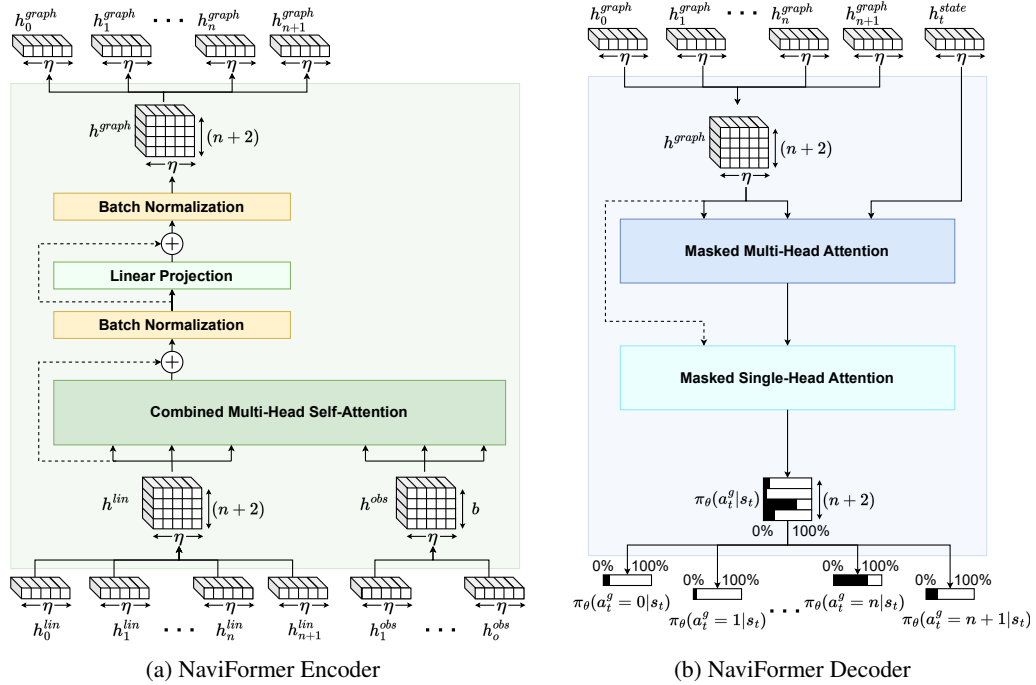 h_0^{graph} h_1^{graph} · · · h_n^{graph} h_{n+1}^{graph}
η η η η
h^{graph} (n + 2)
η
Batch Normalization
+
Linear Projection
Batch Normalization
+
Combined Multi-Head Self-Attention
h^{lin} (n + 2) h^{obs} b
η η
η η η η η η
h_0^{lin} h_1^{lin} · · · h_n^{lin} h_{n+1}^{lin} h_1^{obs} · · · h_o^{obs}
(a) NaviFormer Encoder
h_0^{graph} h_1^{graph} · · · h_n^{graph} h_{n+1}^{graph} h_t^{state}
η η η η η
h^{graph} (n + 2)
η
Masked Multi-Head Attention
Masked Single-Head Attention
π_θ(a_t^g|s_t) (n + 2)
0% 100%
0% 100% 0% 100% 0% 100% 0% 100%
π_θ(a_t^g = 0|s_t) π_θ(a_t^g = 1|s_t) · · · π_θ(a_t^g = n|s_t) π_θ(a_t^g = n + 1|s_t)
(b) NaviFormer Decoder